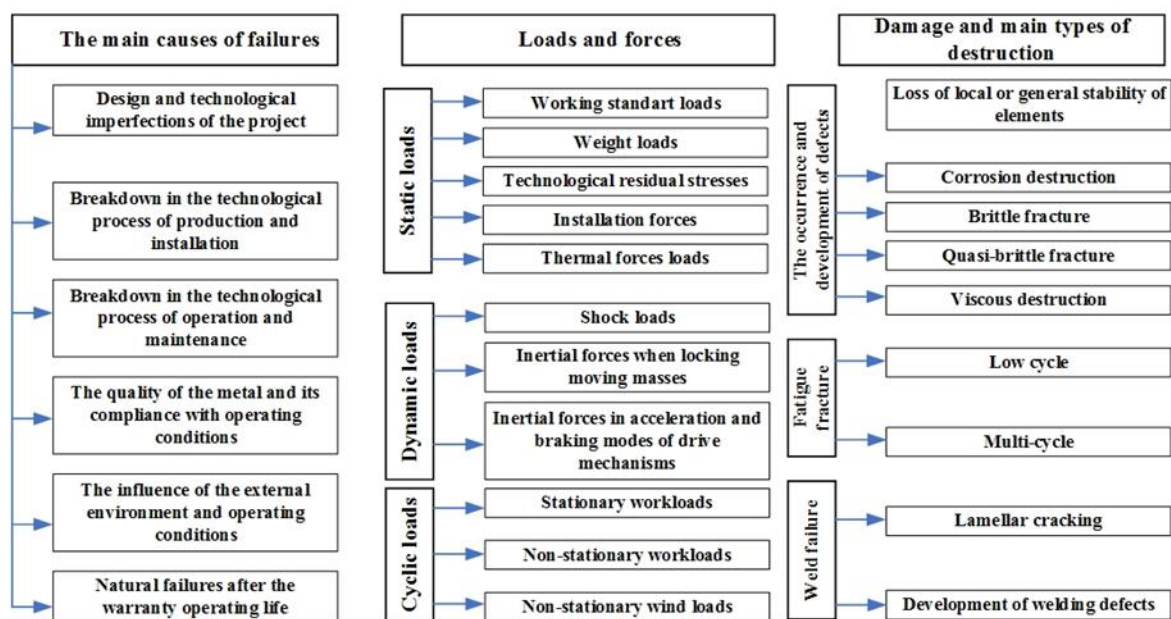 The main causes of failures
Design and technological
imperfections of the project
Breakdown in the technological
process of production and
installation
Breakdown in the technological
process of operation and
maintenance
The quality of the metal and its
compliance with operating
conditions
The influence of the external
environment and operating
conditions
Natural failures after the
warranty operating life
Loads and forces
Static loads
Working standart loads
Weight loads
Technological residual stresses
Installation forces
Thermal forces loads
Dynamic loads
Shock loads
Inertial forces when locking
moving masses
Inertial forces in acceleration and
braking modes of drive
mechanisms
Cyclic loads
Stationary workloads
Non-stationary workloads
Non-stationary wind loads
Damage and main types of
destruction
The occurrence and
development of defects
Loss of local or general stability of
elements
Corrosion destruction
Brittle fracture
Quasi-brittle fracture
Viscous destruction
Fatigue
fracture
Low cycle
Multi-cycle
Weld failure
Lamellar cracking
Development of welding defects